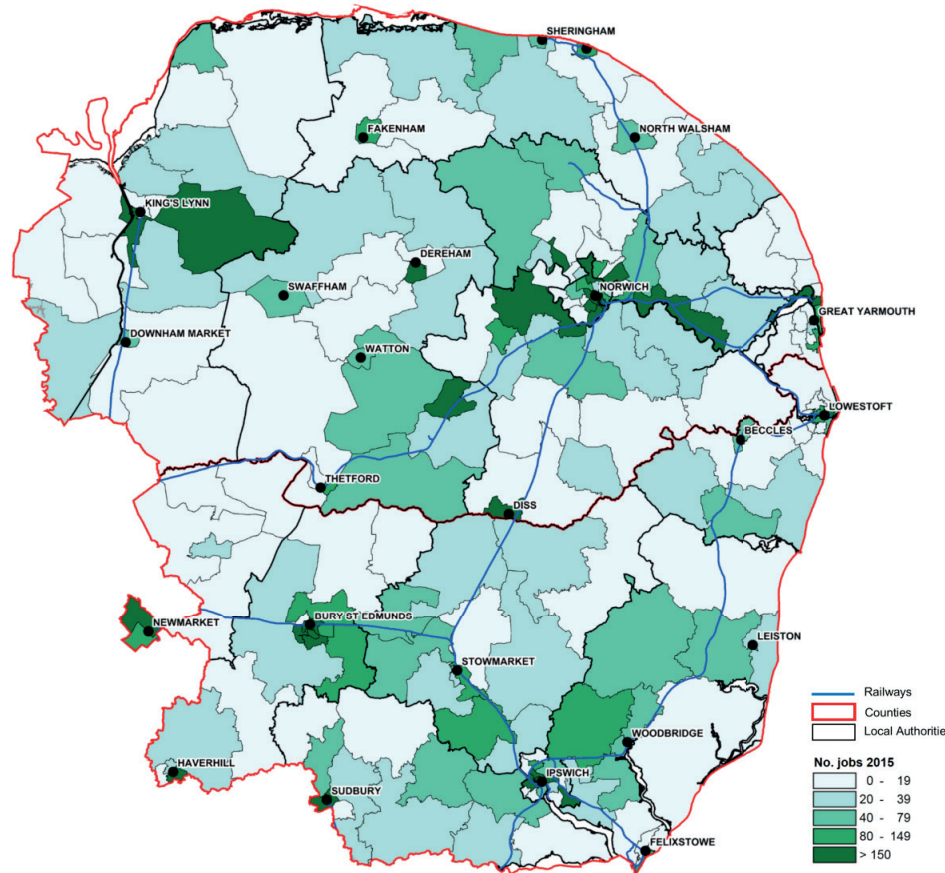 SHERINGHAM
FAKENHAM
NORTH WALSHAM
KING'S LYNN
DEREHAM
SWAFFHAM
NORWICH
GREAT YARMOUTH
DOWNHAM MARKET
WATTON
LOWESTOFT
BECCLES
THETFORD
DISS
BURY ST EDMUNDS
NEWMARKET
LEISTON
STOWMARKET
WOODBRIDGE
HAVERHILL
IPSWICH
SUDBURY
FELIXSTOWE
Railways
Counties
Local Authorities
No. jobs 2015
0 - 19
20 - 39
40 - 79
80 - 149
> 150